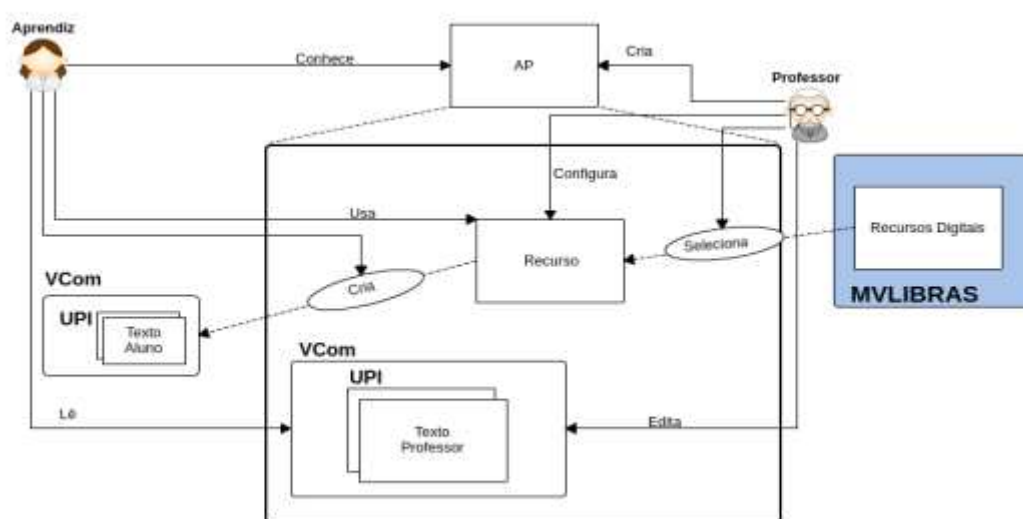 Aprendiz
Conhece
AP
Cria
Professor
Configura
Usa
Recurso
Seleciona
Recursos Digitais
MVLIBRAS
Cria
VCom
UPI
Texto
Aluno
VCom
UPI
Texto
Professor
Lê
Edita